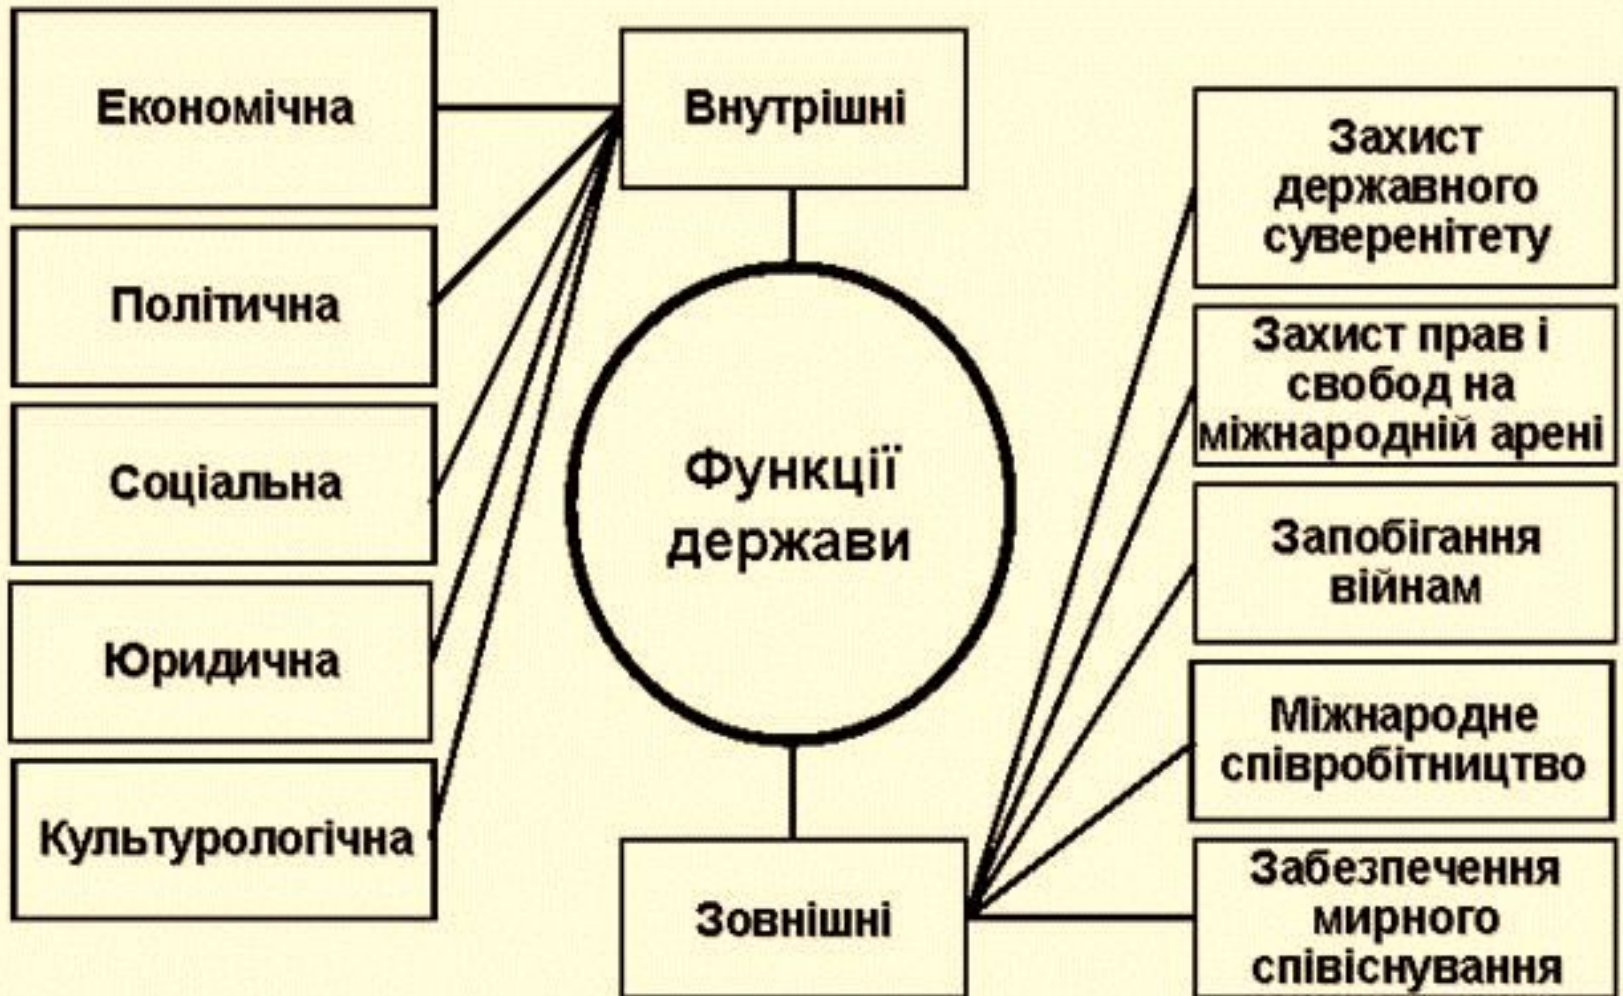 Економічна
Політична
Соціальна
Юридична
Культурологічна
Внутрішні
Функції
держави
Зовнішні
Захист
державного
суверенітету
Захист прав і
свобод на
міжнародній арені
Запобігання
війнам
Міжнародне
співробітництво
Забезпечення
мирного
співіснування